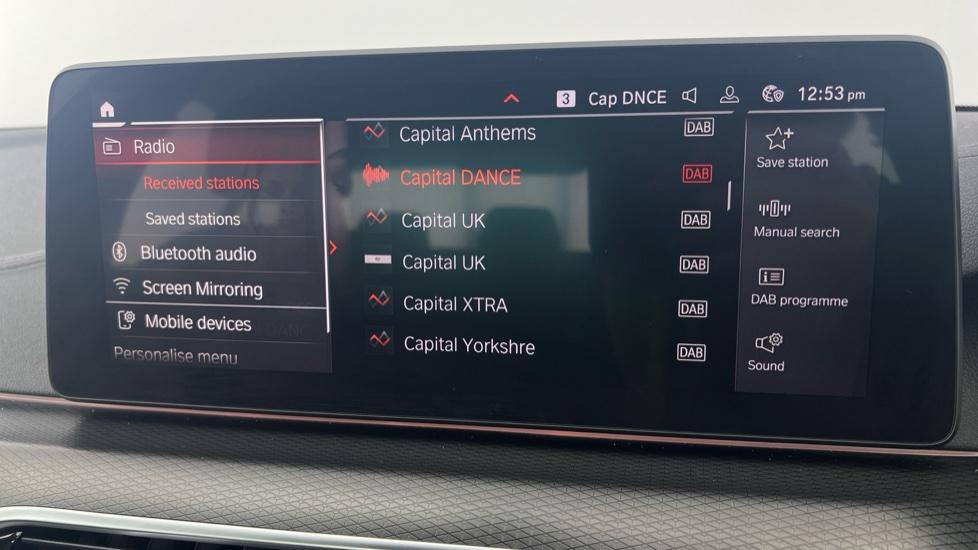 3 Cap DNCE 12:53 pm
Radio
Received stations
Saved stations
Bluetooth audio
Screen Mirroring
Mobile devices
Personalise menu
Capital Anthems DAB
Capital DANCE DAB
Capital UK DAB
Capital UK DAB
Capital XTRA DAB
Capital Yorkshre DAB
Save station
Manual search
DAB programme
Sound